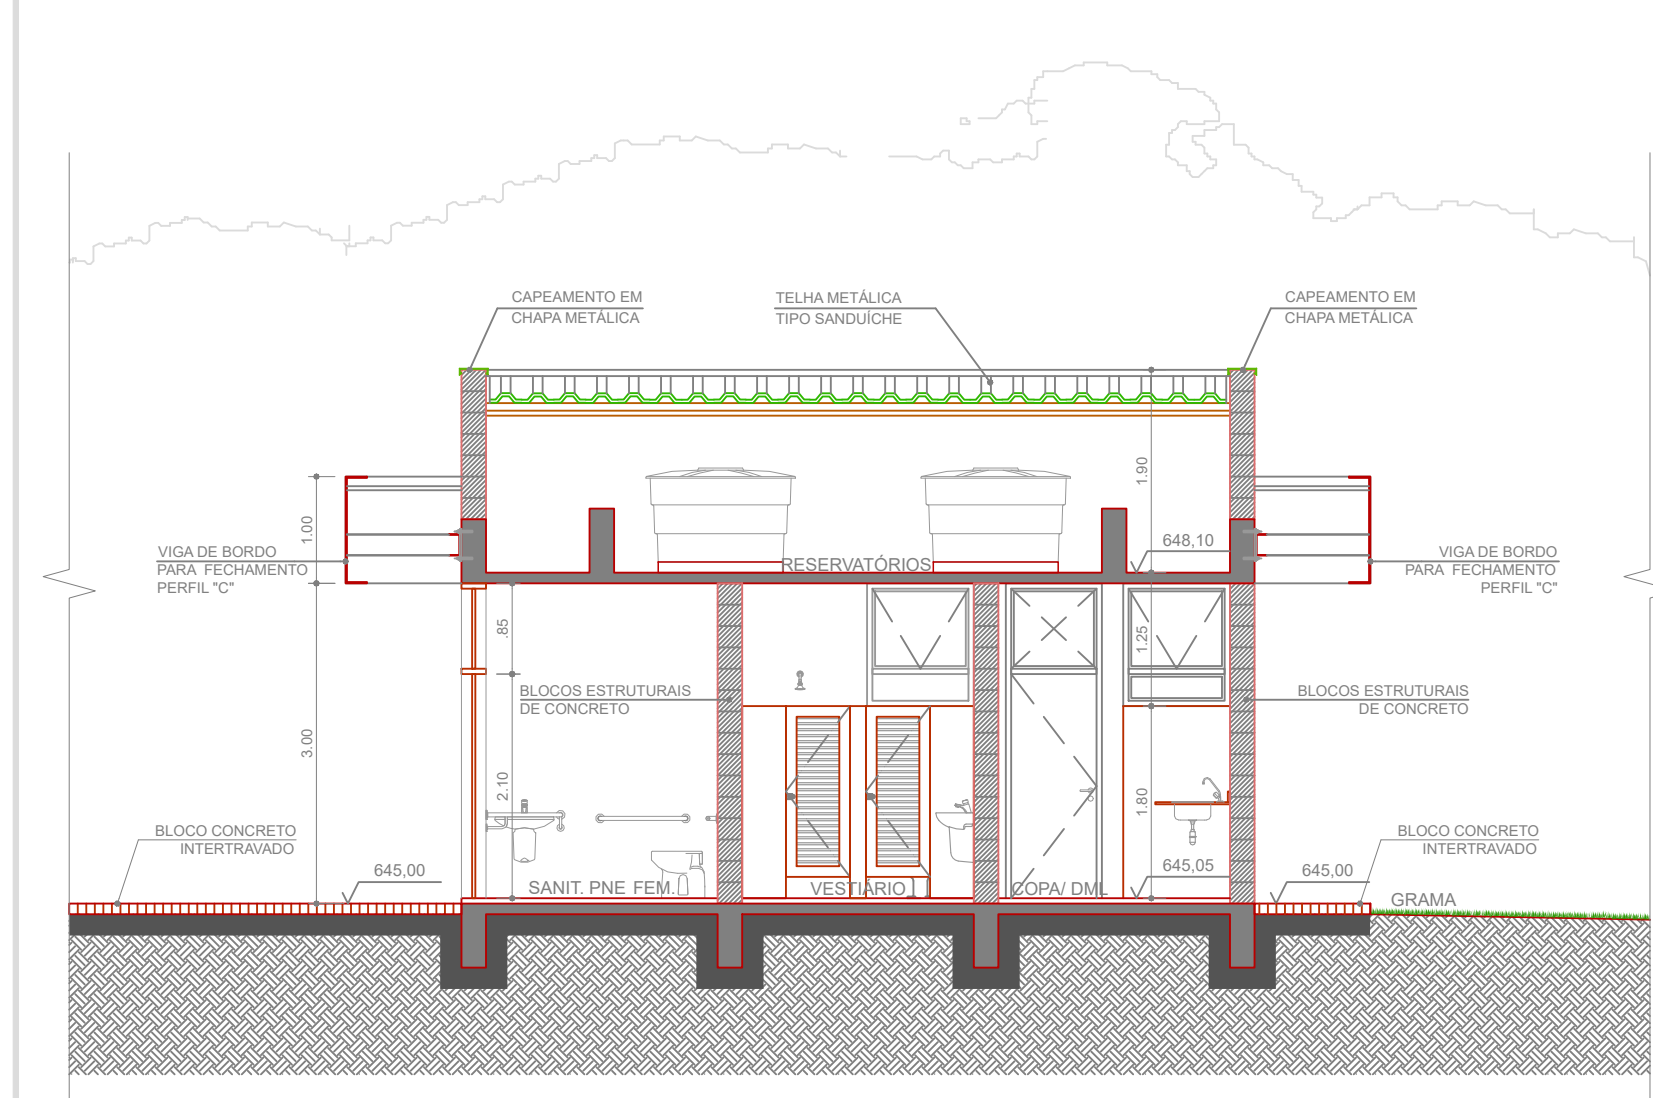 CAPEAMENTO EM
CHAPA METÁLICA
TELHA METÁLICA
TIPO SANDUÍCHE
CAPEAMENTO EM
CHAPA METÁLICA
1.90
1.00
648,10
VIGA DE BORDO
PARA FECHAMENTO
PERFIL "C"
RESERVATÓRIOS
VIGA DE BORDO
PARA FECHAMENTO
PERFIL "C"
.85
1.25
BLOCOS ESTRUTURAIS
DE CONCRETO
BLOCOS ESTRUTURAIS
DE CONCRETO
3.00
2.10
1.80
BLOCO CONCRETO
INTERTRAVADO
BLOCO CONCRETO
INTERTRAVADO
645,00
645,05
645,00
SANIT. PNE FEM.
VESTIÁRIO
COPA/ DML
GRAMA